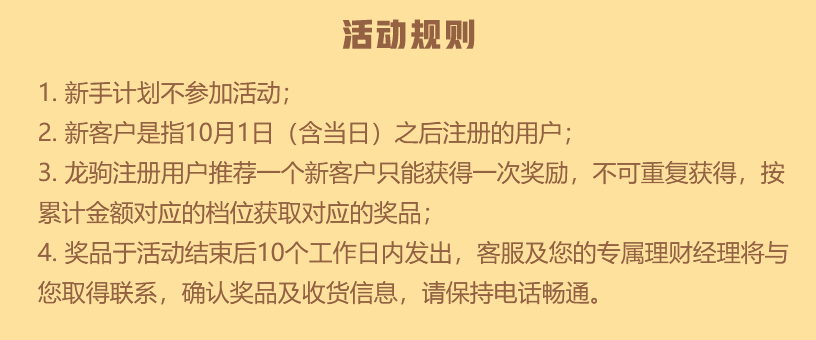 活动规则
1. 新手计划不参加活动；
2. 新客户是指10月1日（含当日）之后注册的用户；
3. 龙驹注册用户推荐一个新客户只能获得一次奖励，不可重复获得，按
累计金额对应的档位获取对应的奖品；
4. 奖品于活动结束后10个工作日内发出，客服及您的专属理财经理将与
您取得联系，确认奖品及收货信息，请保持电话畅通。